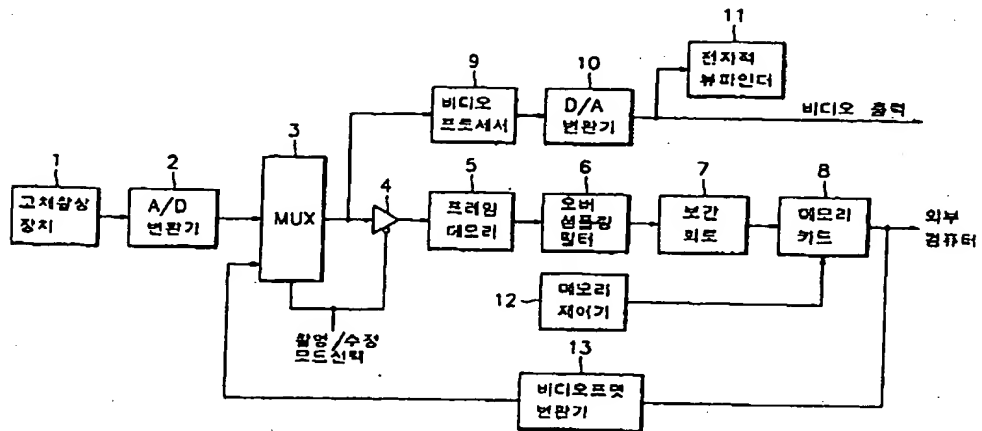 11
전자적
뷰파인더
9
비디오
프로세서
10
D/A
변환기
비디오 출력
1
고체촬상
장치
2
A/D
변환기
3
MUX
4
5
프레임
메모리
6
오버
샘플링
필터
7
보간
회로
8
메모리
카드
외부
컴퓨터
12
메모리
제어기
촬영/수정
모드선택
13
비디오포맷
변환기